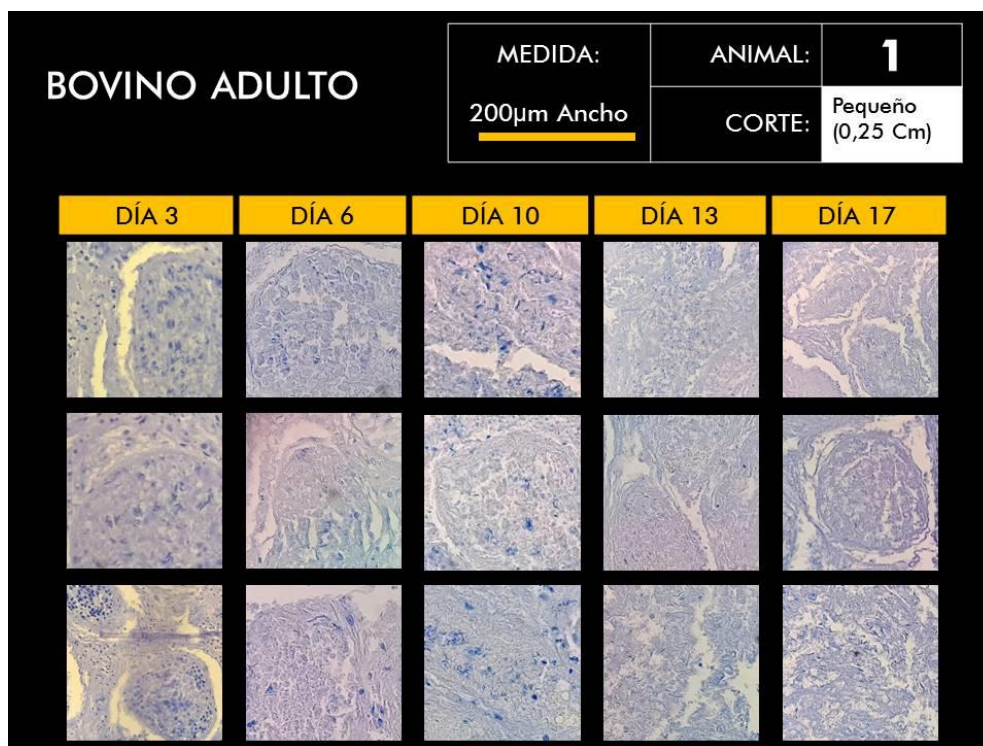 BOVINO ADULTO
MEDIDA:
200µm Ancho
ANIMAL:
1
CORTE:
Pequeño
(0,25 Cm)
DÍA 3
DÍA 6
DÍA 10
DÍA 13
DÍA 17